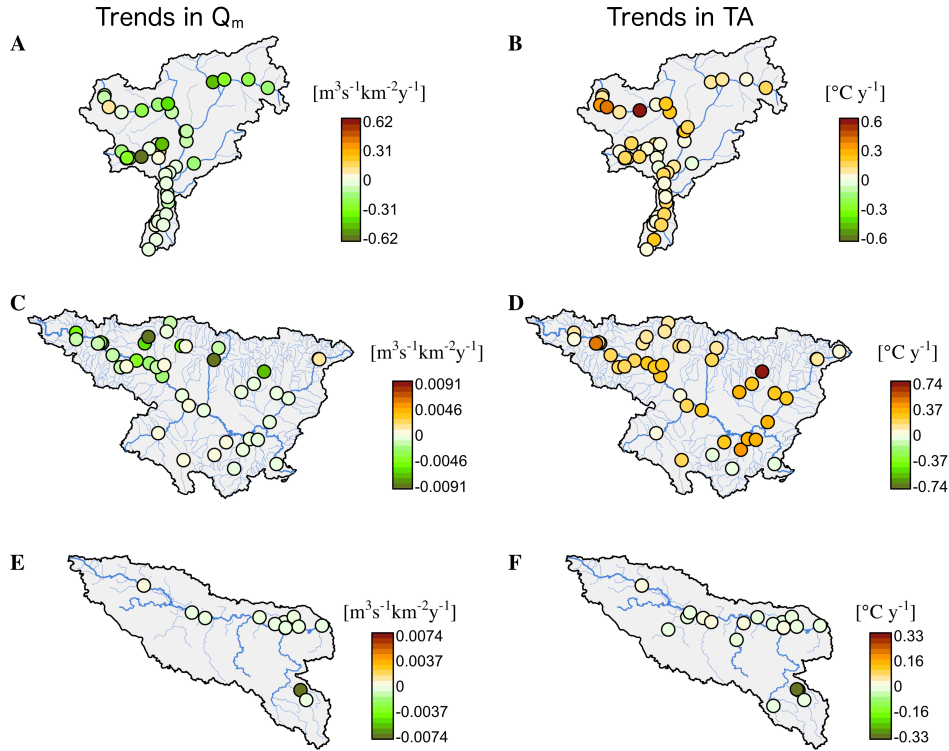 Trends in Qm
Trends in TA
A
B
[m³s⁻¹km⁻²y⁻¹]
0.62
0.31
0
-0.31
-0.62
[°C y⁻¹]
0.6
0.3
0
-0.3
-0.6
C
D
[m³s⁻¹km⁻²y⁻¹]
0.0091
0.0046
0
-0.0046
-0.0091
[°C y⁻¹]
0.74
0.37
0
-0.37
-0.74
E
F
[m³s⁻¹km⁻²y⁻¹]
0.0074
0.0037
0
-0.0037
-0.0074
[°C y⁻¹]
0.33
0.16
0
-0.16
-0.33